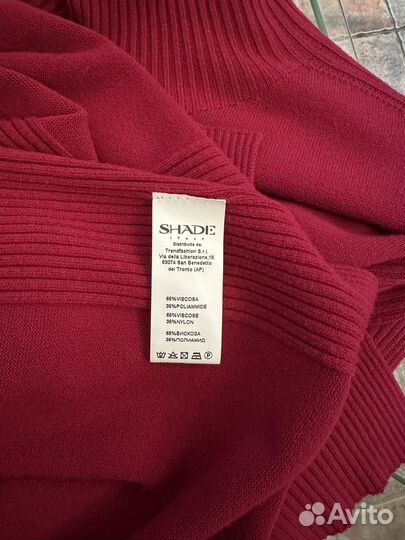 SHADE
ITALY
Distribuito da:
Trendfashion S.r.l.
Via della Liberazione,16
63074 San Benedetto
del Tronto (AP)
65%VISCOSA
35%POLIAMMIDE
65%VISCOSE
35%NYLON
65%ВИСКОЗА
35%ПОЛИАМИД
Avito